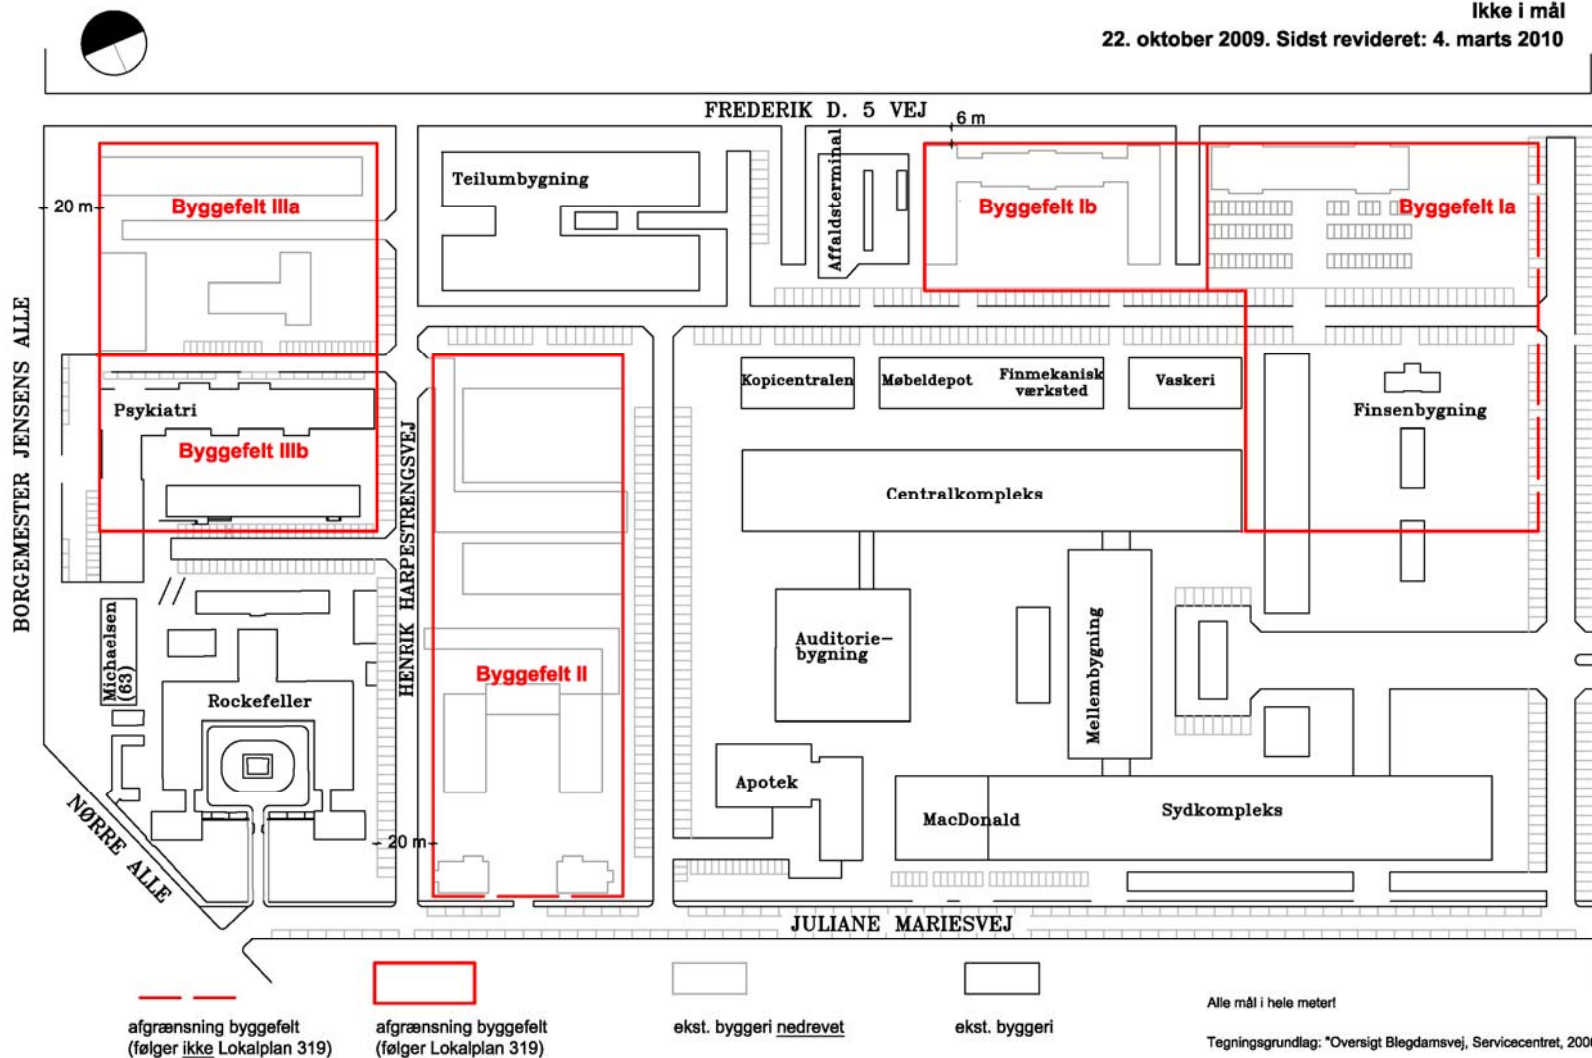 Ikke i mål
22. oktober 2009. Sidst revideret: 4. marts 2010
FREDERIK D. 5 VEJ
6 m
Teilumbygning
Affaldsterminal
Byggefelt IIIa
20 m
Byggefelt Ib
Byggefelt Ia
BORGEMESTER JENSENS ALLE
Psykiatri
Byggefelt IIIb
HENRIK HARPESTRENGSVEJ
Kopicentralen
Møbeldepot
Finmekanisk
værksted
Vaskeri
Finsenbygning
Centralkompleks
Michaelsen
(63)
Rockefeller
Byggefelt II
Auditorie-
bygning
Mellembygning
NØRRE ALLE
20 m
Apotek
MacDonald
Sydkompleks
JULIANE MARIESVEJ
afgrænsning byggefelt
(følger ikke Lokalplan 319)
afgrænsning byggefelt
(følger Lokalplan 319)
ekst. byggeri nedrevet
ekst. byggeri
Alle mål i hele meter!
Tegningsgrundlag: "Oversigt Blegdamsvej, Servicecentret, 200